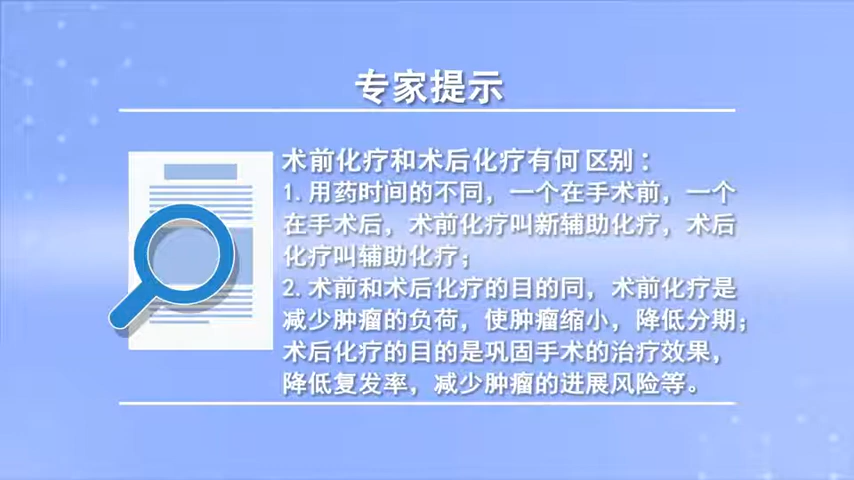 专家提示
术前化疗和术后化疗有何区别：
1.用药时间的不同，一个在手术前，一个
在手术后，术前化疗叫新辅助化疗，术后
化疗叫辅助化疗；
2.术前和术后化疗的目的同，术前化疗是
减少肿瘤的负荷，使肿瘤缩小，降低分期；
术后化疗的目的是巩固手术的治疗效果，
降低复发率，减少肿瘤的进展风险等。